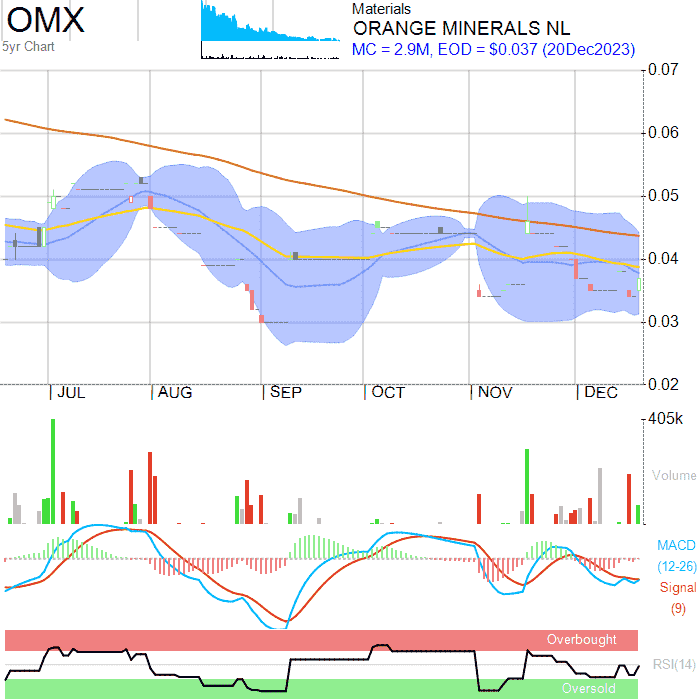 OMX
5yr Chart
Materials
ORANGE MINERALS NL
MC = 2.9M, EOD = $0.037 (20Dec2023)
0.07
0.06
0.05
0.04
0.03
0.02
JUL AUG SEP OCT NOV DEC
405k
Volume
MACD
(12-26)
Signal
(9)
Overbought
RSI(14)
Oversold